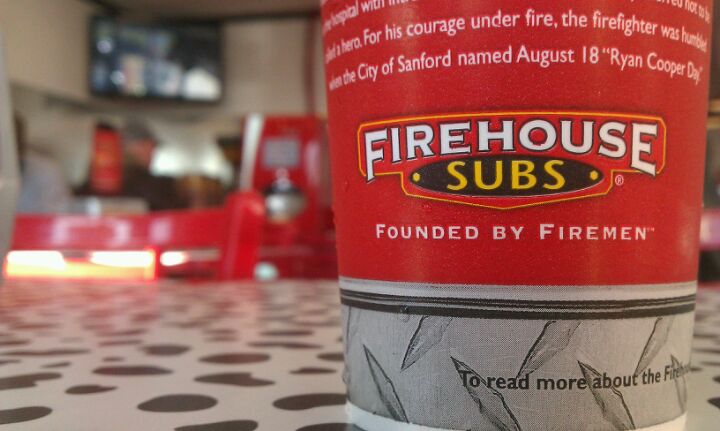 hospital with
a hero. For his courage under fire, the firefighter was humbled
when the City of Sanford named August 18 "Ryan Cooper Day"
FIREHOUSE
SUBS®
FOUNDED BY FIREMEN™
To read more about the